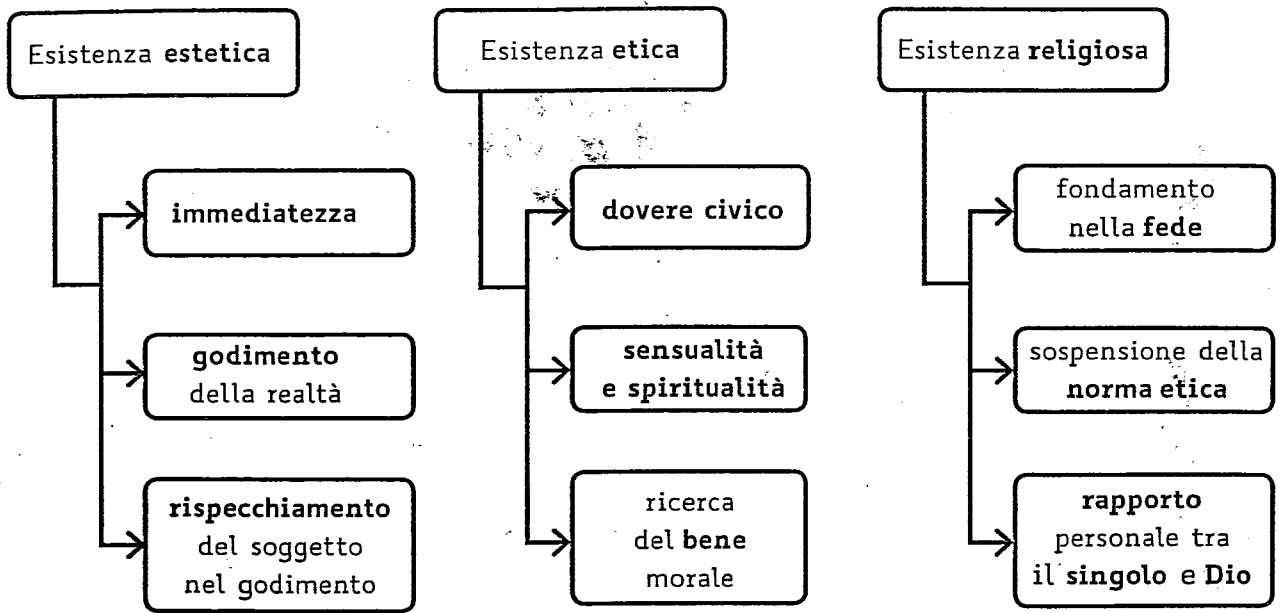 Esistenza estetica
immediatezza
godimento
della realtà
rispecchiamento
del soggetto
nel godimento
Esistenza etica
dovere civico
sensualità
e spiritualità
ricerca
del bene
morale
Esistenza religiosa
fondamento
nella fede
sospensione della
norma etica
rapporto
personale tra
il singolo e Dio